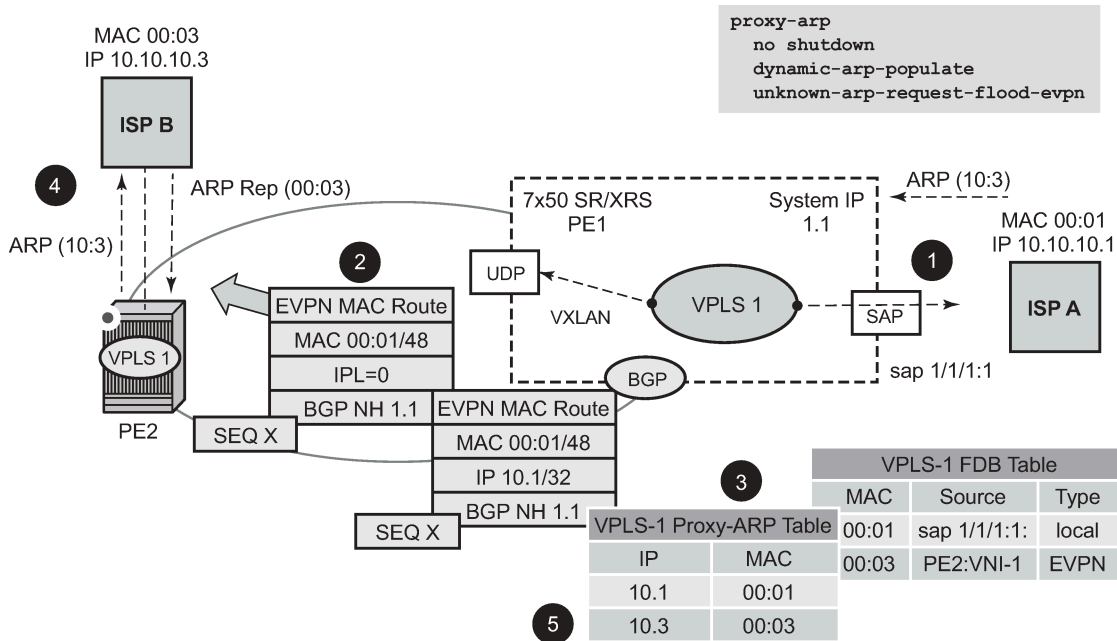 proxy-arp
no shutdown
dynamic-arp-populate
unknown-arp-request-flood-evpn
MAC 00:03
IP 10.10.10.3
ISP B
4
ARP Rep (00:03)
ARP (10:3)
7x50 SR/XRS
PE1
System IP
1.1
ARP (10:3)
MAC 00:01
IP 10.10.10.1
1
2
UDP
VXLAN
VPLS 1
SAP
ISP A
sap 1/1/1:1
BGP
EVPN MAC Route
MAC 00:01/48
IPL=0
BGP NH 1.1
SEQ X
VPLS 1
PE2
EVPN MAC Route
MAC 00:01/48
IP 10.1/32
BGP NH 1.1
SEQ X
3
VPLS-1 FDB Table
MAC Source Type
00:01 sap 1/1/1:1: local
00:03 PE2:VNI-1 EVPN
VPLS-1 Proxy-ARP Table
IP MAC
10.1 00:01
10.3 00:03
5